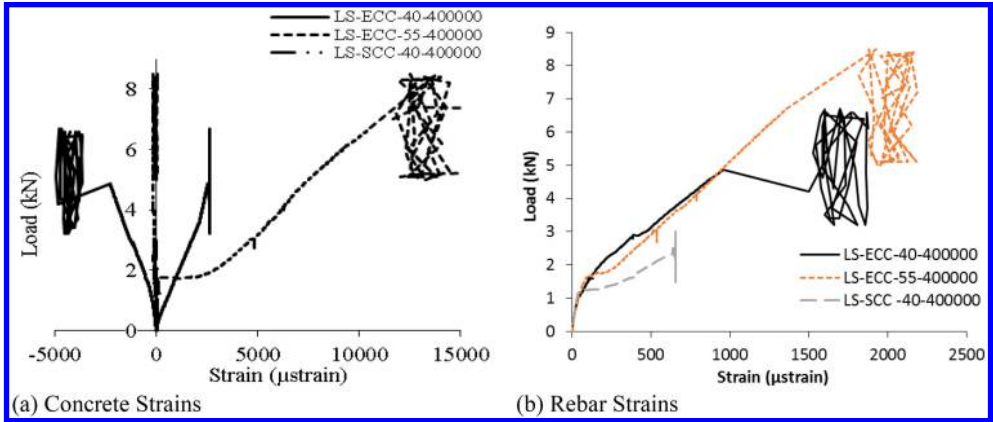 LS-ECC-40-400000
LS-ECC-55-400000
LS-SCC-40-400000
Load (kN)
8
6
4
2
0
-5000 0 5000 10000 15000
Strain (µstrain)
(a) Concrete Strains
9
8
7
6
5
4
3
2
1
0
Load (kN)
LS-ECC-40-400000
LS-ECC-55-400000
LS-SCC -40-400000
0 500 1000 1500 2000 2500
Strain (µstrain)
(b) Rebar Strains